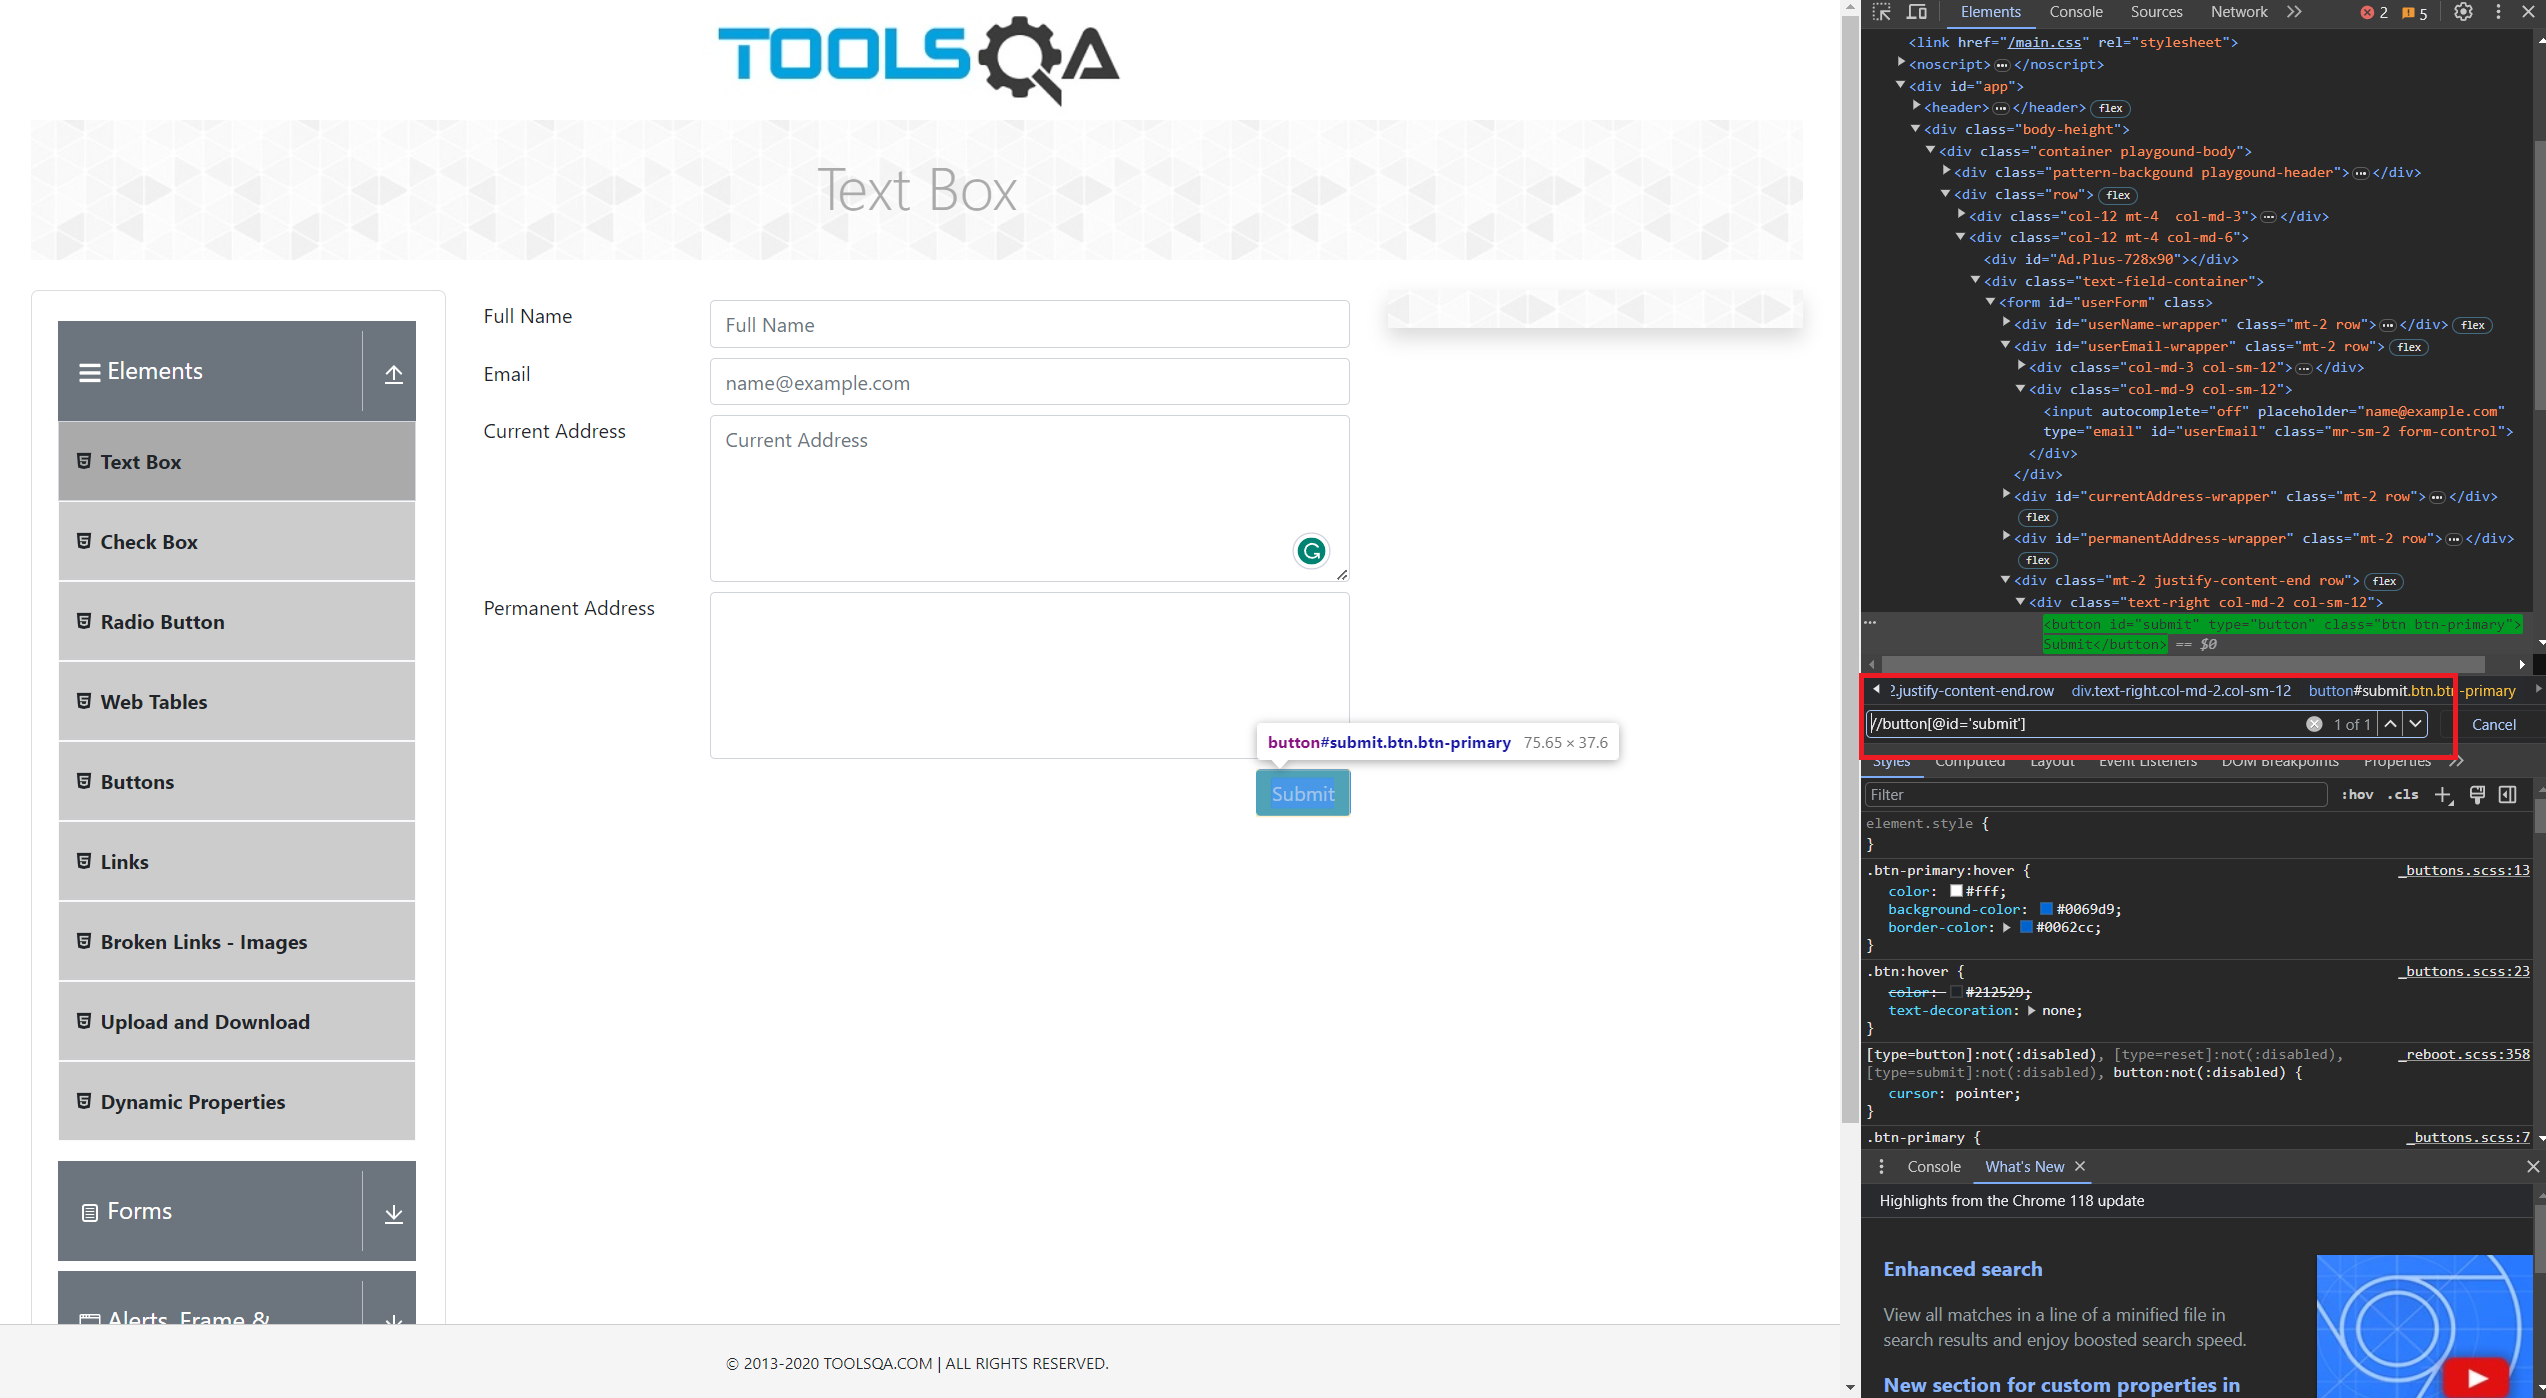 TOOLSQA
Text Box
Elements
Text Box
Check Box
Radio Button
Web Tables
Buttons
Links
Broken Links - Images
Upload and Download
Dynamic Properties
Forms
Alerts, Frame &
Full Name
Full Name
Email
name@example.com
Current Address
Current Address
Permanent Address
button#submit.btn.btn-primary 75.65 × 37.6
Submit
© 2013-2020 TOOLSQA.COM | ALL RIGHTS RESERVED.
Elements Console Sources Network 2 5
<link href="/main.css" rel="stylesheet">
<noscript>…</noscript>
<div id="app">
<header>…</header> flex
<div class="body-height">
<div class="container playgound-body">
<div class="pattern-backgound playgound-header">…</div>
<div class="row"> flex
<div class="col-12 mt-4  col-md-3">…</div>
<div class="col-12 mt-4 col-md-6">
<div id="Ad.Plus-728x90"></div>
<div class="text-field-container">
<form id="userForm" class>
<div id="userName-wrapper" class="mt-2 row">…</div> flex
<div id="userEmail-wrapper" class="mt-2 row"> flex
<div class="col-md-3 col-sm-12">…</div>
<div class="col-md-9 col-sm-12">
<input autocomplete="off" placeholder="name@example.com"
type="email" id="userEmail" class="mr-sm-2 form-control">
</div>
</div>
<div id="currentAddress-wrapper" class="mt-2 row">…</div>
flex
<div id="permanentAddress-wrapper" class="mt-2 row">…</div>
flex
<div class="mt-2 justify-content-end row"> flex
<div class="text-right col-md-2 col-sm-12">
… <button id="submit" type="button" class="btn btn-primary">
Submit</button> == $0
2.justify-content-end.row div.text-right.col-md-2.col-sm-12 button#submit.btn.btn-primary
//button[@id='submit'] 1 of 1 Cancel
Styles Computed Layout Event Listeners DOM Breakpoints Properties
Filter :hov .cls
element.style {
}
.btn-primary:hover { _buttons.scss:13
color: #fff;
background-color: #0069d9;
border-color: #0062cc;
}
.btn:hover { _buttons.scss:23
color: #212529;
text-decoration: none;
}
[type=button]:not(:disabled), [type=reset]:not(:disabled), _reboot.scss:358
[type=submit]:not(:disabled), button:not(:disabled) {
cursor: pointer;
}
.btn-primary { _buttons.scss:7
Console What's New
Highlights from the Chrome 118 update
Enhanced search
View all matches in a line of a minified file in
search results and enjoy boosted search speed.
New section for custom properties in